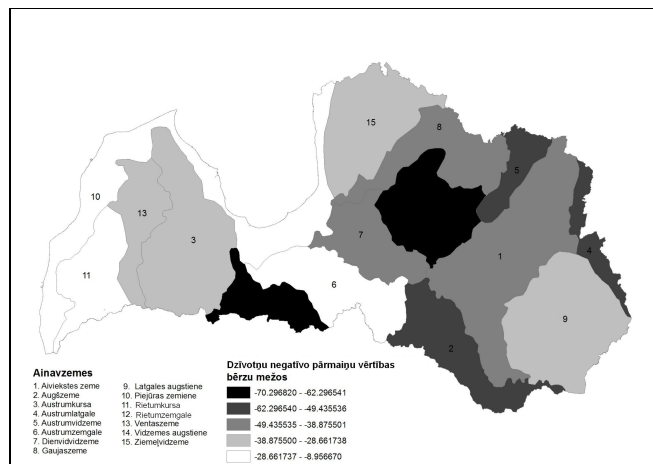 15
8
5
10
13
3
7
1
4
6
11
9
2
Ainavzemes
1. Aiviekstes zeme
2. Augšzeme
3. Austrumkursa
4. Austrumlatgale
5. Austrumvidzeme
6. Austrumzemgale
7. Dienvidvidzeme
8. Gaujaszeme
9. Latgales augstiene
10. Piejūras zemiene
11. Rietumkursa
12. Rietumzemgale
13. Ventaszeme
14. Vidzemes augstiene
15. Ziemeļvidzeme
Dzīvotņu negatīvo pārmaiņu vērtības
bērzu mežos
-70.296820 - -62.296541
-62.296540 - -49.435536
-49.435535 - -38.875501
-38.875500 - -28.661738
-28.661737 - -8.956670